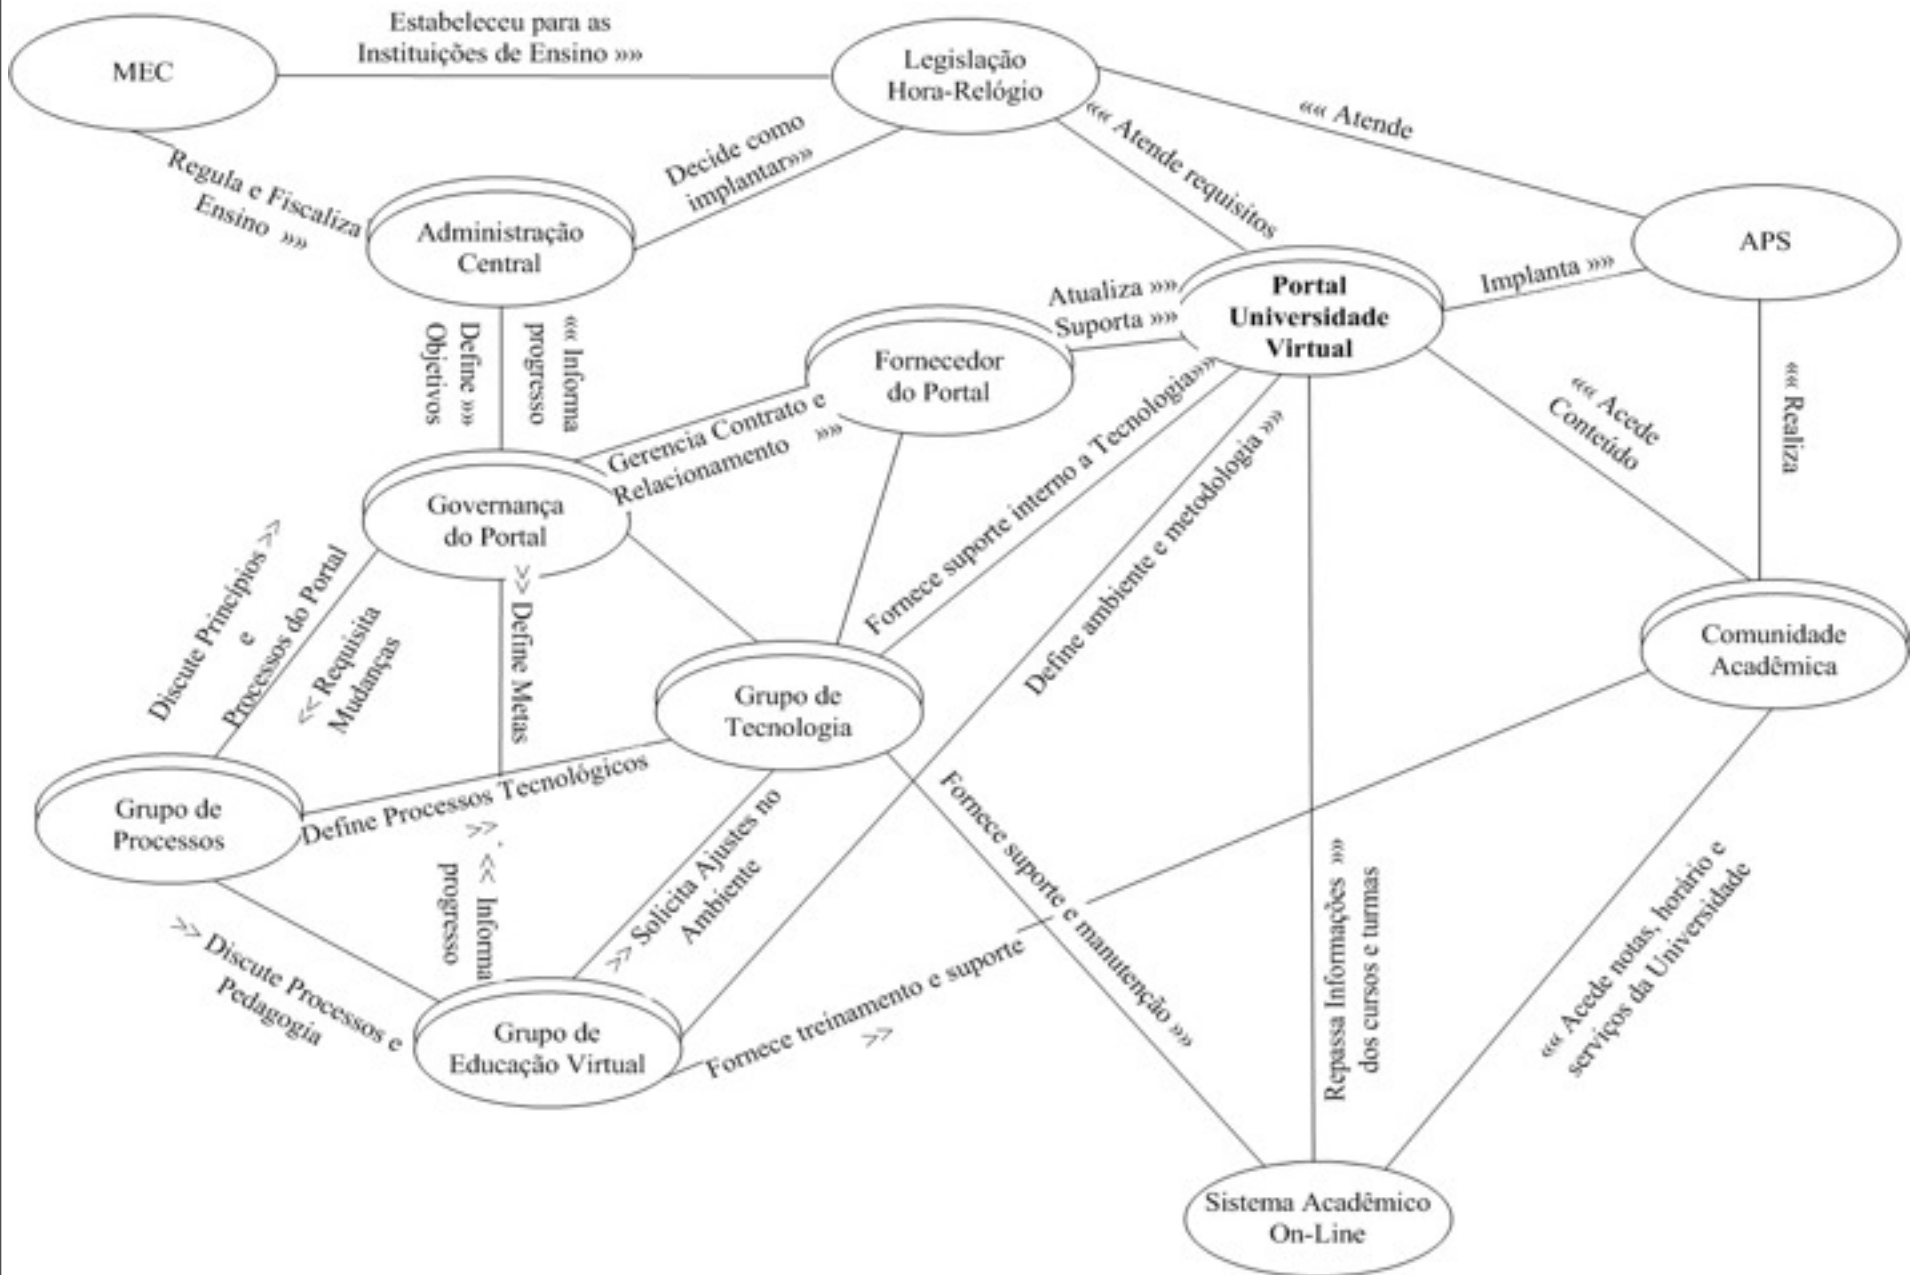 Estabeleceu para as
Instituições de Ensino »»
MEC
Legislação
Hora-Relógio
«« Atende
Decide como
implantar»»
«« Atende requisitos
Regula e Fiscaliza
Ensino »»
Administração
Central
APS
Implanta »»
Portal
Universidade
Virtual
Atualiza »»
Suporta »»
Define »»
Objetivos
«« Informa
progresso
Fornecedor
do Portal
Gerencia Contrato e
Relacionamento »»
«« Acede
Conteúdo
«« Realiza
Governança
do Portal
Fornece suporte interno a Tecnologia»»
Define ambiente e metodologia »»
Discute Princípios >>
e
Processos do Portal
<< Requisita
Mudanças
>> Define Metas
Comunidade
Acadêmica
Grupo de
Tecnologia
Grupo de
Processos
Define Processos Tecnológicos
>>
<< Informa
progresso
>> Solicita Ajustes no
Ambiente
Fornece suporte e manutenção »»
Repassa Informações »»
dos cursos e turmas
«« Acede notas, horário e
serviços da Universidade
>> Discute Processos e
Pedagogia
Grupo de
Educação Virtual
Fornece treinamento e suporte
>>
Sistema Acadêmico
On-Line